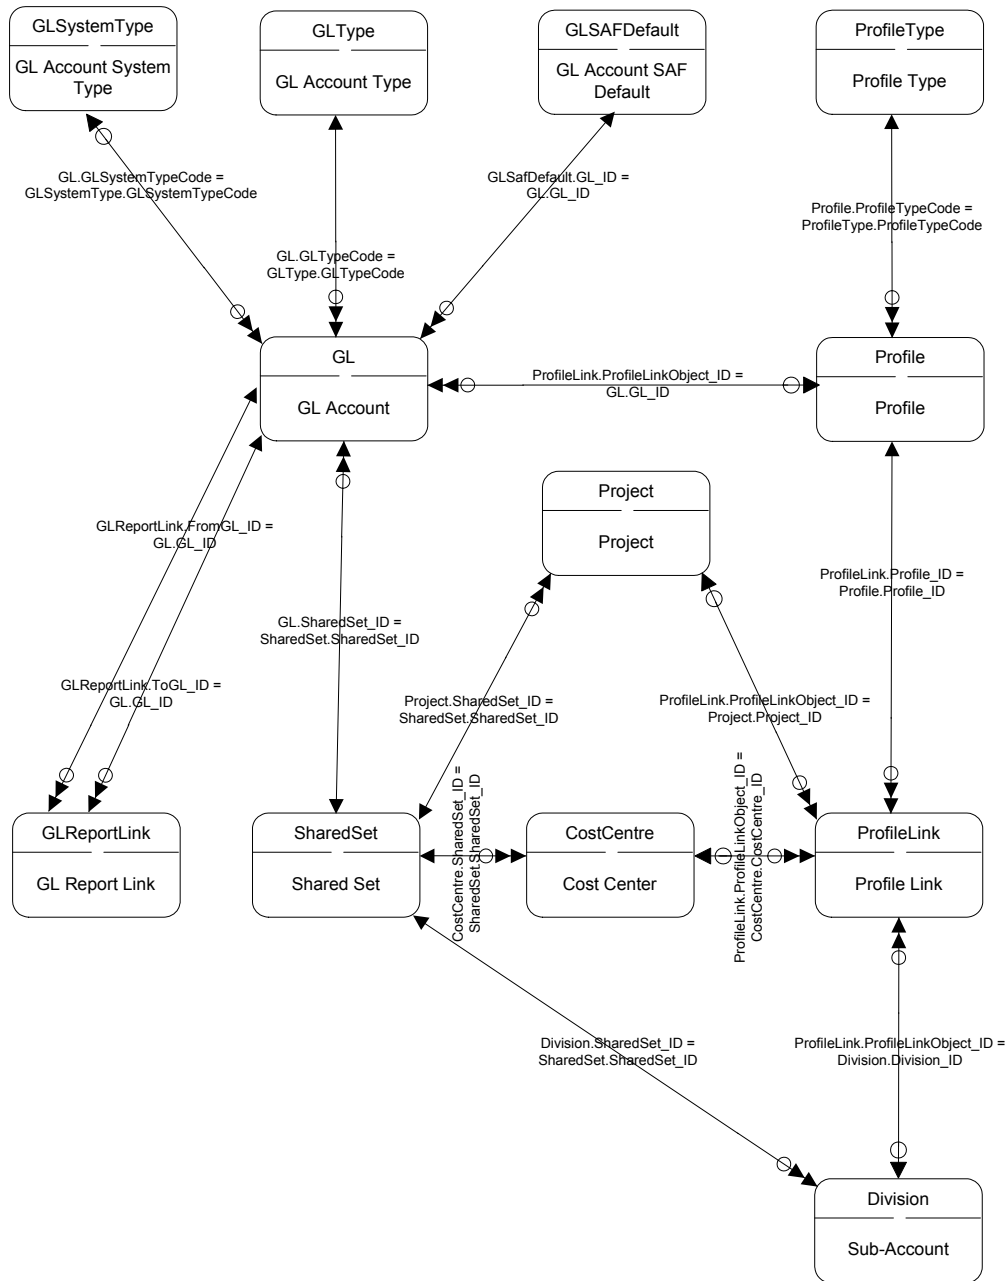 GLSystemType
GL Account System
Type
GLType
GL Account Type
GLSAFDefault
GL Account SAF
Default
ProfileType
Profile Type
GL.GLSystemTypeCode =
GLSystemType.GLSystemTypeCode
GL.GLTypeCode =
GLType.GLTypeCode
GLSafDefault.GL_ID =
GL.GL_ID
Profile.ProfileTypeCode =
ProfileType.ProfileTypeCode
GL
GL Account
ProfileLink.ProfileLinkObject_ID =
GL.GL_ID
Profile
Profile
Project
Project
GLReportLink.FromGL_ID =
GL.GL_ID
GL.SharedSet_ID =
SharedSet.SharedSet_ID
ProfileLink.Profile_ID =
Profile.Profile_ID
GLReportLink.ToGL_ID =
GL.GL_ID
Project.SharedSet_ID =
SharedSet.SharedSet_ID
ProfileLink.ProfileLinkObject_ID =
Project.Project_ID
GLReportLink
GL Report Link
SharedSet
Shared Set
CostCentre.SharedSet_ID =
SharedSet.SharedSet_ID
CostCentre
Cost Center
ProfileLink.ProfileLinkObject_ID =
CostCentre.CostCentre_ID
ProfileLink
Profile Link
Division.SharedSet_ID =
SharedSet.SharedSet_ID
ProfileLink.ProfileLinkObject_ID =
Division.Division_ID
Division
Sub-Account